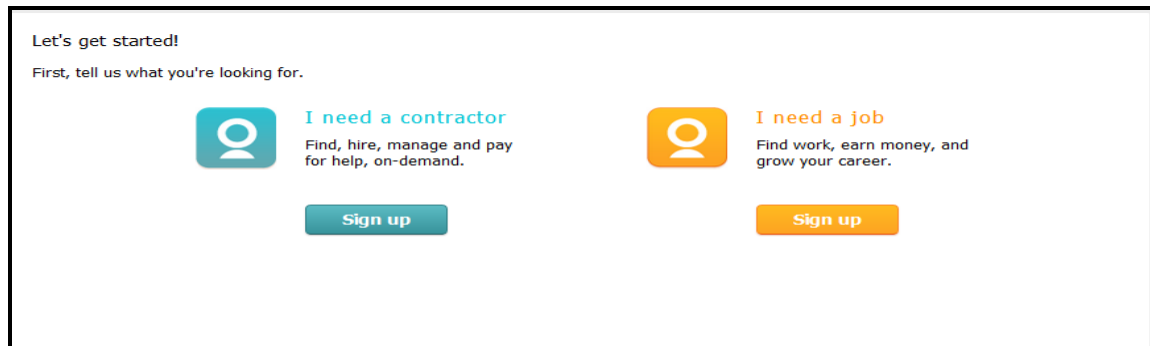 Let's get started!
First, tell us what you're looking for.
I need a contractor
Find, hire, manage and pay
for help, on-demand.
Sign up
I need a job
Find work, earn money, and
grow your career.
Sign up